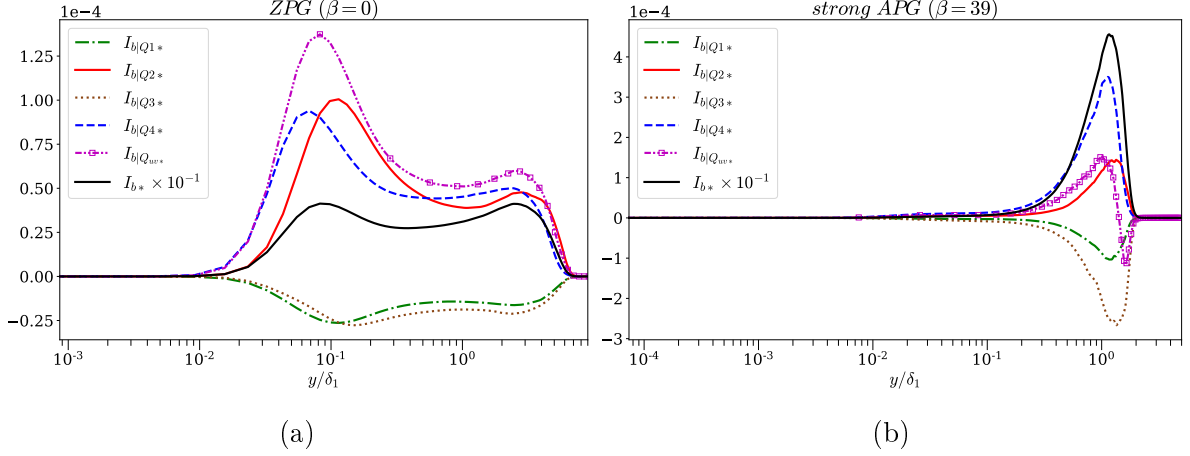 ZPG (β=0)
1e−4
I_{b|Q1*}
I_{b|Q2*}
I_{b|Q3*}
I_{b|Q4*}
I_{b|Q_{uv*}}
I_{b*} × 10^{-1}
1.25
1.00
0.75
0.50
0.25
0.00
−0.25
10^{-3}
10^{-2}
10^{-1}
10^{0}
y/δ_1
(a)
strong APG (β=39)
1e−4
I_{b|Q1*}
I_{b|Q2*}
I_{b|Q3*}
I_{b|Q4*}
I_{b|Q_{uv*}}
I_{b*} × 10^{-1}
4
3
2
1
0
−1
−2
−3
10^{-4}
10^{-3}
10^{-2}
10^{-1}
10^{0}
y/δ_1
(b)